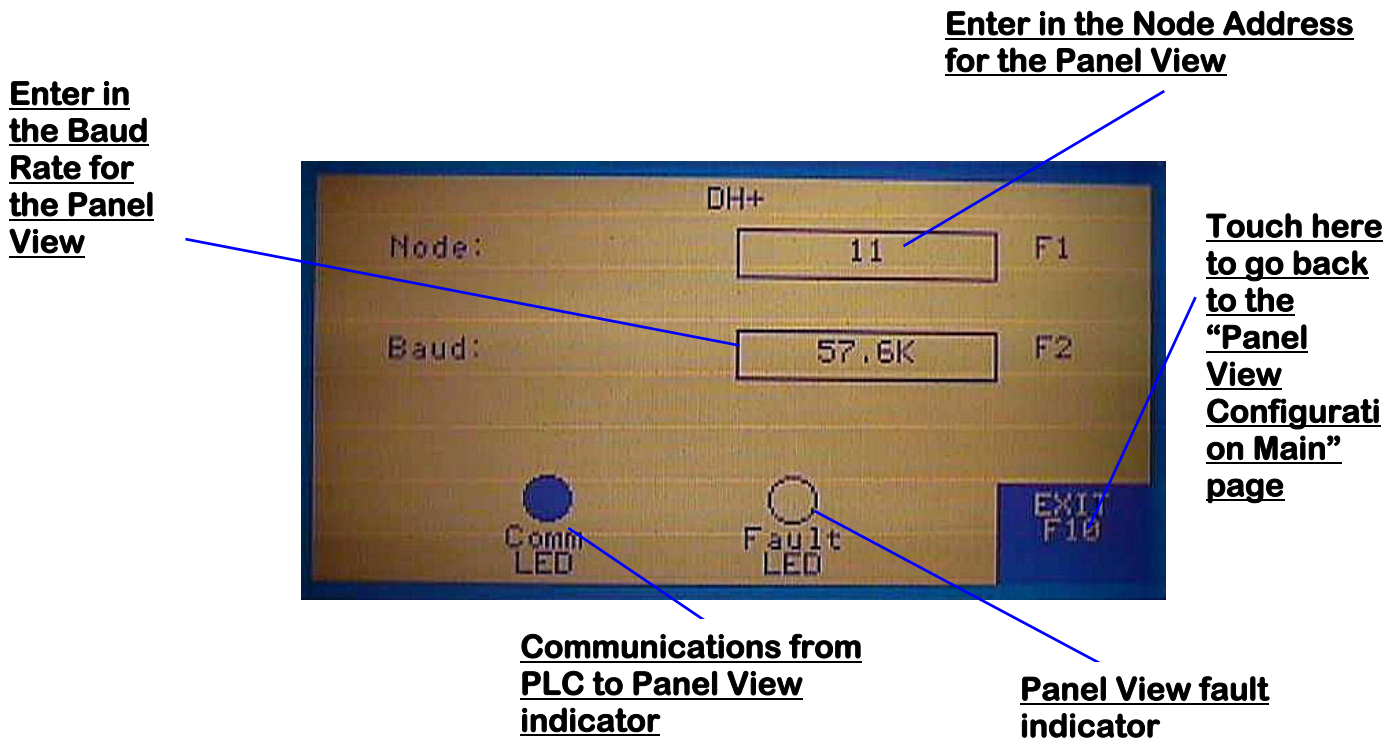 Enter in the Node Address
for the Panel View
Enter in
the Baud
Rate for
the Panel
View
DH+
Node:
11
F1
Baud:
57.6K
F2
Comm
LED
Fault
LED
EXIT
F10
Touch here
to go back
to the
“Panel
View
Configurati
on Main”
page
Communications from
PLC to Panel View
indicator
Panel View fault
indicator